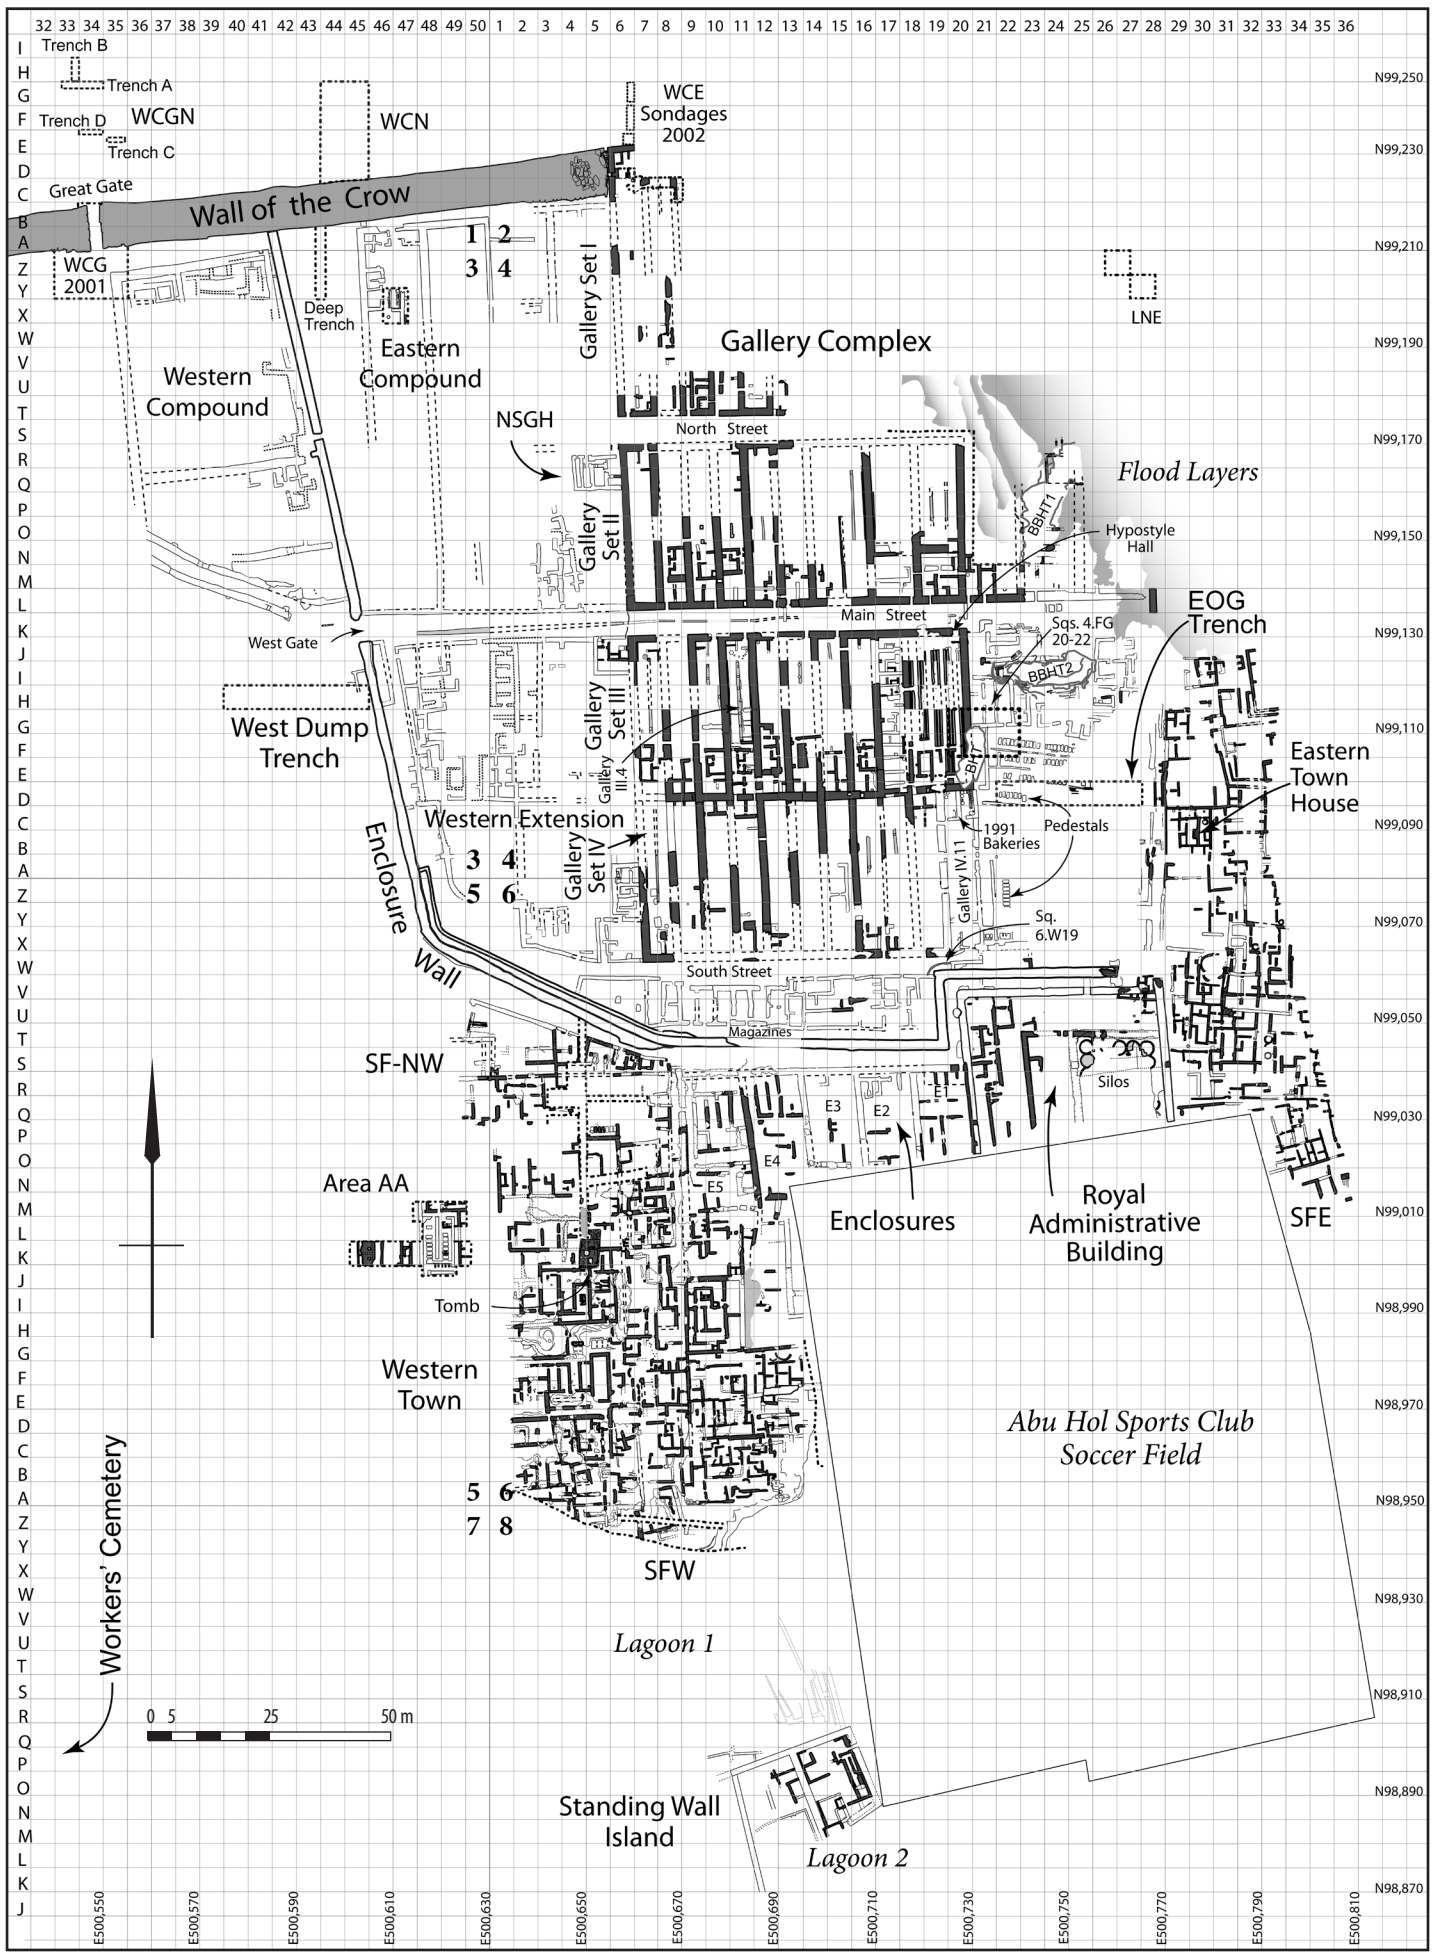 32 33 34 35 36 37 38 39 40 41 42 43 44 45 46 47 48 49 50 1 2 3 4 5 6 7 8 9 10 11 12 13 14 15 16 17 18 19 20 21 22 23 24 25 26 27 28 29 30 31 32 33 34 35 36
I
H
G
F
E
D
C
B
A
Z
Y
X
W
V
U
T
S
R
Q
P
O
N
M
L
K
J
I
H
G
F
E
D
C
B
A
Z
Y
X
W
V
U
T
S
R
Q
P
O
N
M
L
K
J
I
H
G
F
E
D
C
B
A
Z
Y
X
W
V
U
T
S
R
Q
P
O
N
M
L
K
J
Trench B
Trench A
WCGN
Trench D
Trench C
WCN
WCE
Sondages
2002
Great Gate
Wall of the Crow
WCG
2001
Deep
Trench
Eastern
Compound
Western
Compound
1 2
3 4
Gallery Set I
Gallery Complex
LNE
NSGH
North Street
Flood Layers
Gallery
Set II
BBHT1
Hypostyle
Hall
Main Street
EOG
Trench
West Gate
Sqs. 4.FG
20-22
BBHT2
West Dump
Trench
Gallery
Set III
Gallery
III.4
BHT
Eastern
Town
House
Western Extension
1991
Bakeries
Pedestals
Gallery
Set IV
3 4
5 6
Gallery IV.11
Enclosure
Wall
Sq.
6.W19
South Street
Magazines
SF-NW
Silos
E1
E2
E3
E4
E5
Area AA
Enclosures
Royal
Administrative
Building
SFE
Tomb
Western
Town
Abu Hol Sports Club
Soccer Field
5 6
7 8
SFW
Workers' Cemetery
Lagoon 1
0 5 25 50 m
Standing Wall
Island
Lagoon 2
N99,250
N99,230
N99,210
N99,190
N99,170
N99,150
N99,130
N99,110
N99,090
N99,070
N99,050
N99,030
N99,010
N98,990
N98,970
N98,950
N98,930
N98,910
N98,890
N98,870
E500,550
E500,570
E500,590
E500,610
E500,630
E500,650
E500,670
E500,690
E500,710
E500,730
E500,750
E500,770
E500,790
E500,810